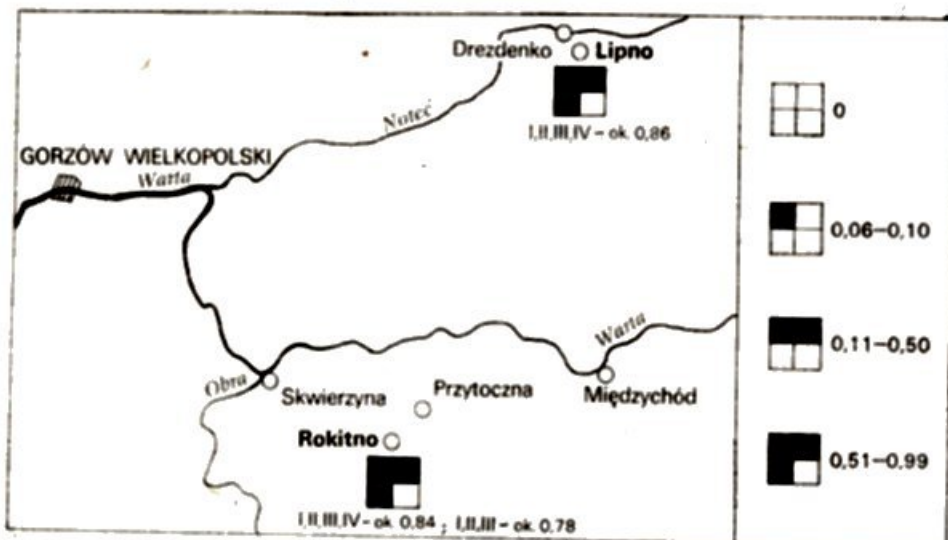 Drezdenko
Lipno
I,II,III,IV – ok. 0,86
Noteć
GORZÓW WIELKOPOLSKI
Warta
Warta
Obra
Skwierzyna
Przytoczna
Międzychód
Rokitno
I,II,III,IV – ok. 0,84 ; I,II,III – ok. 0,78
0
0,06–0,10
0,11–0,50
0,51–0,99